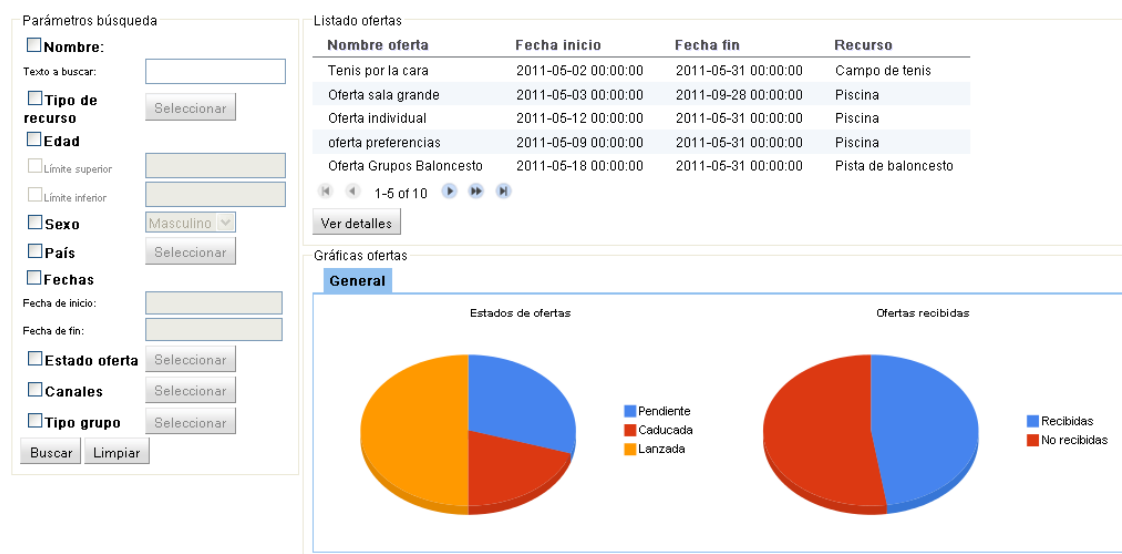 Parámetros búsqueda
Nombre:
Texto a buscar:
Tipo de
recurso
Seleccionar
Edad
Límite superior
Límite inferior
Sexo
Masculino
País
Seleccionar
Fechas
Fecha de inicio:
Fecha de fin:
Estado oferta
Seleccionar
Canales
Seleccionar
Tipo grupo
Seleccionar
Buscar Limpiar
Listado ofertas
Nombre oferta Fecha inicio Fecha fin Recurso
Tenis por la cara 2011-05-02 00:00:00 2011-05-31 00:00:00 Campo de tenis
Oferta sala grande 2011-05-03 00:00:00 2011-09-28 00:00:00 Piscina
Oferta individual 2011-05-12 00:00:00 2011-05-31 00:00:00 Piscina
oferta preferencias 2011-05-09 00:00:00 2011-05-31 00:00:00 Piscina
Oferta Grupos Baloncesto 2011-05-18 00:00:00 2011-05-31 00:00:00 Pista de baloncesto
1-5 of 10
Ver detalles
Gráficas ofertas
General
Estados de ofertas
Pendiente
Caducada
Lanzada
Ofertas recibidas
Recibidas
No recibidas